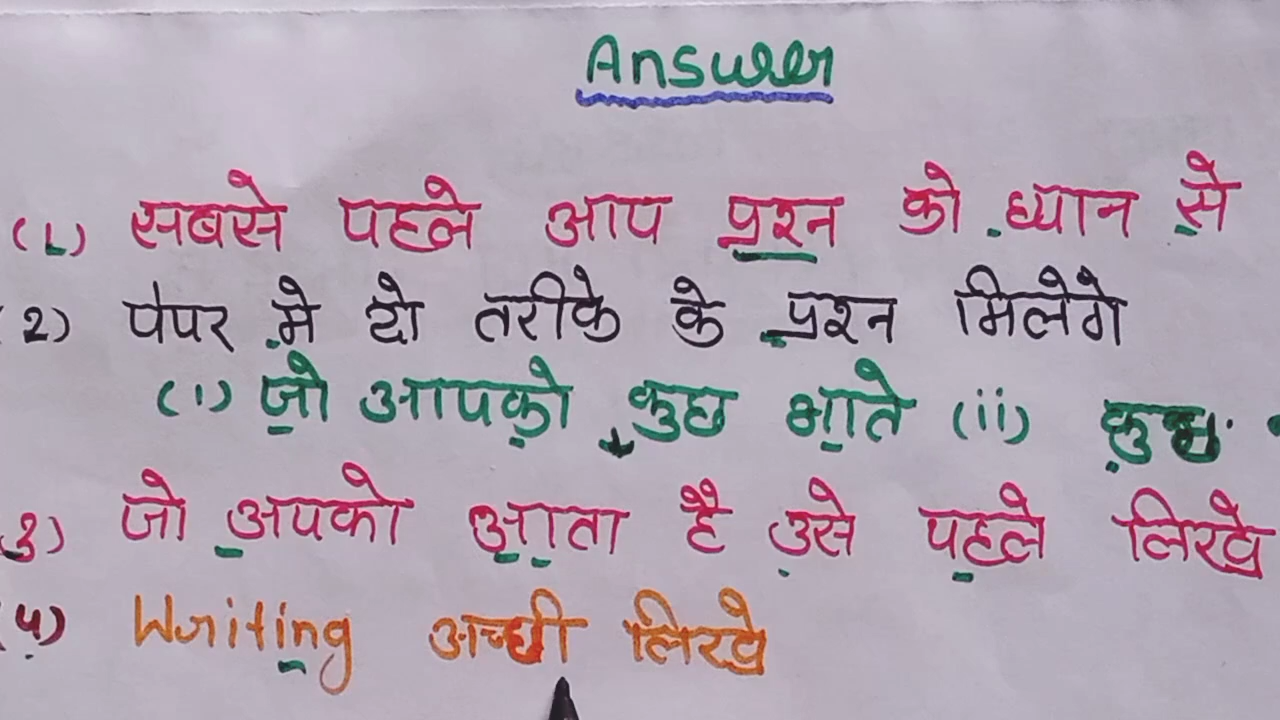 Answer
(1) सबसे पहले आप प्रश्न को ध्यान से
2) पेपर मे दो तरीके के प्रश्न मिलेगे
(i) जो आपको कुछ आते (ii) कुछ
3) जो अपको आता है उसे पहले लिखे
(4) Writing अच्छी लिखे